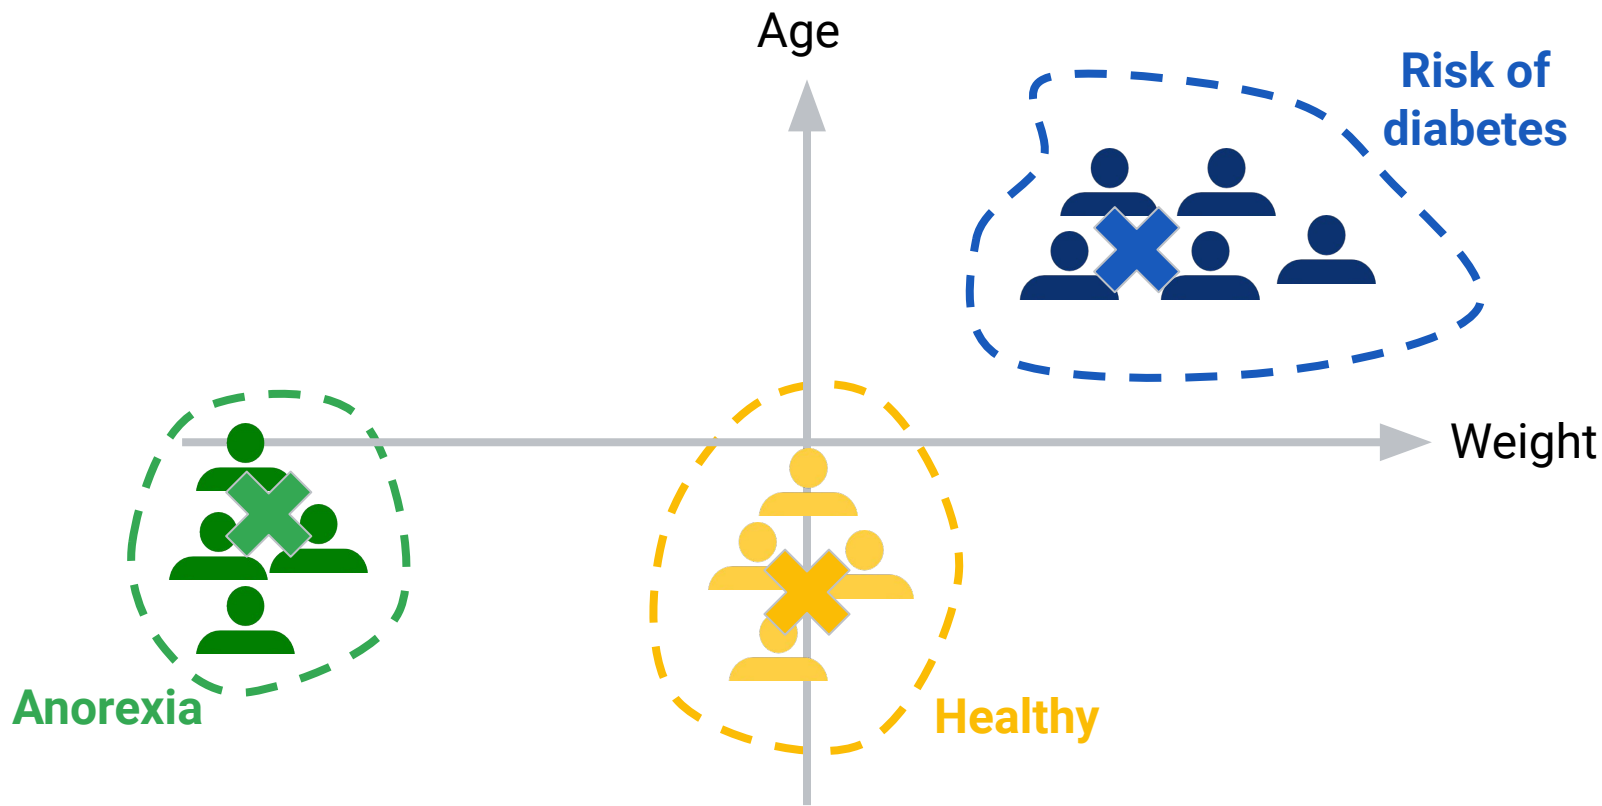 Age
Risk of
diabetes
Weight
Anorexia
Healthy